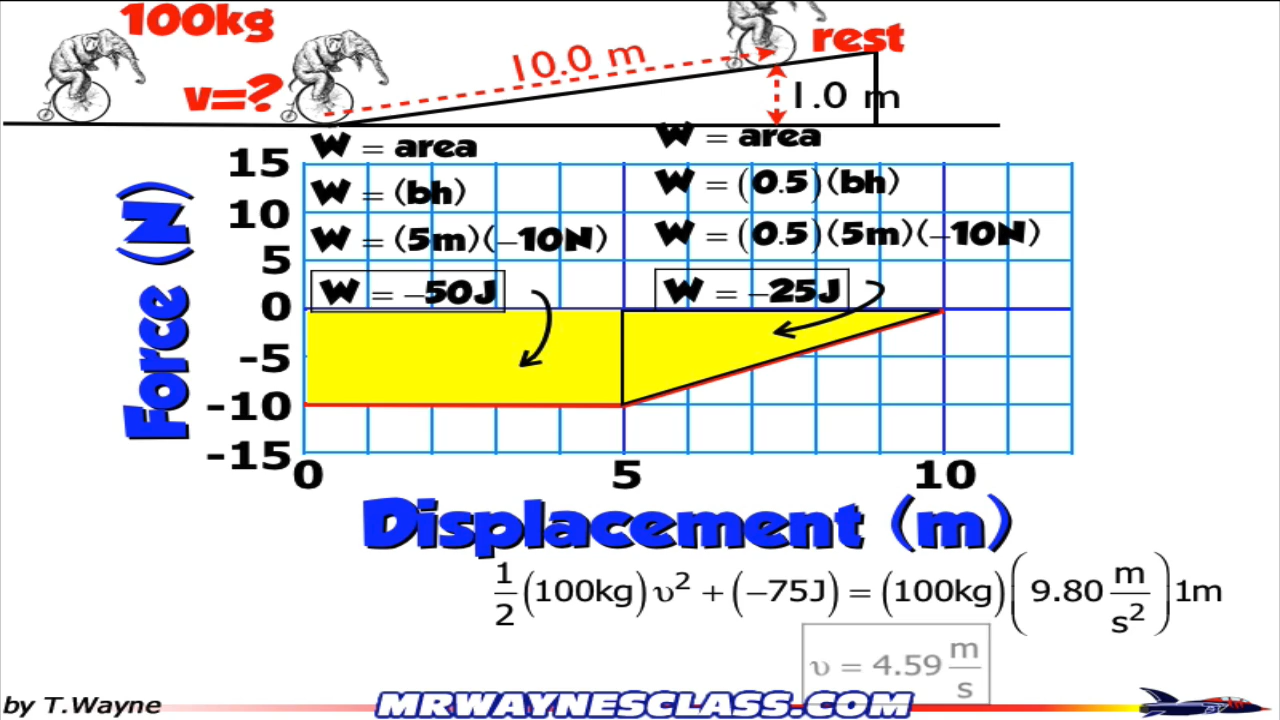 100kg
v=?
10.0 m
rest
1.0 m
W = area
W = (bh)
W = (5m)(−10N)
W = −50J
W = area
W = (0.5)(bh)
W = (0.5)(5m)(−10N)
W = −25J
Force (N)
15
10
5
0
-5
-10
-15
0 5 10
Displacement (m)
1/2 (100kg) υ² + (−75J) = (100kg)(9.80 m/s²)1m
υ = 4.59 m/s
by T.Wayne
MRWAYNESCLASS.COM